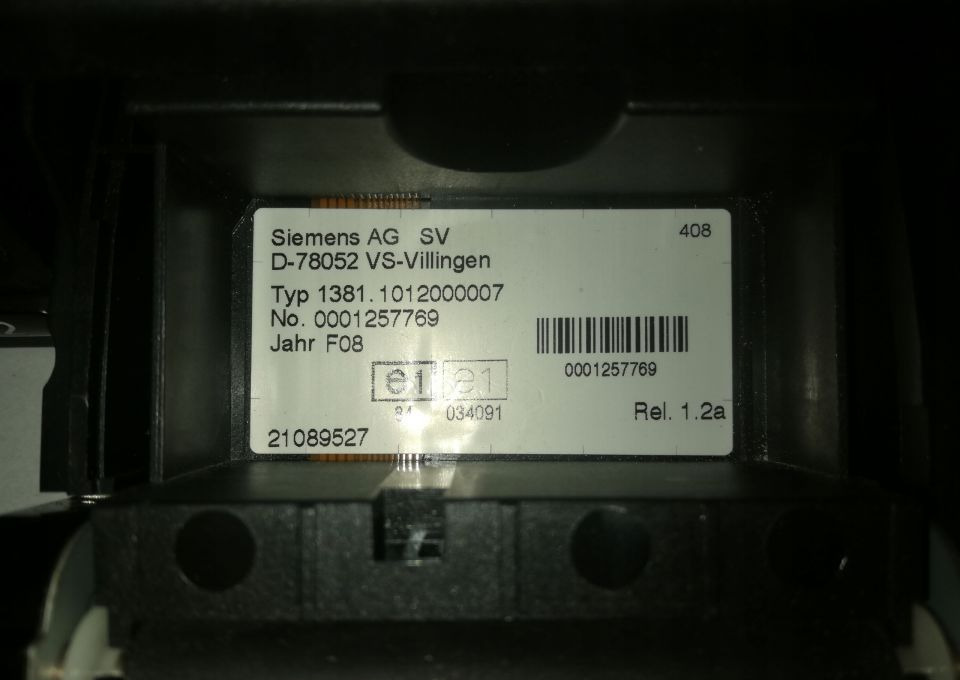 Siemens AG SV
408
D-78052 VS-Villingen
Typ 1381.1012000007
No. 0001257769
Jahr F08
0001257769
e1 e1
84 034091
Rel. 1.2a
21089527